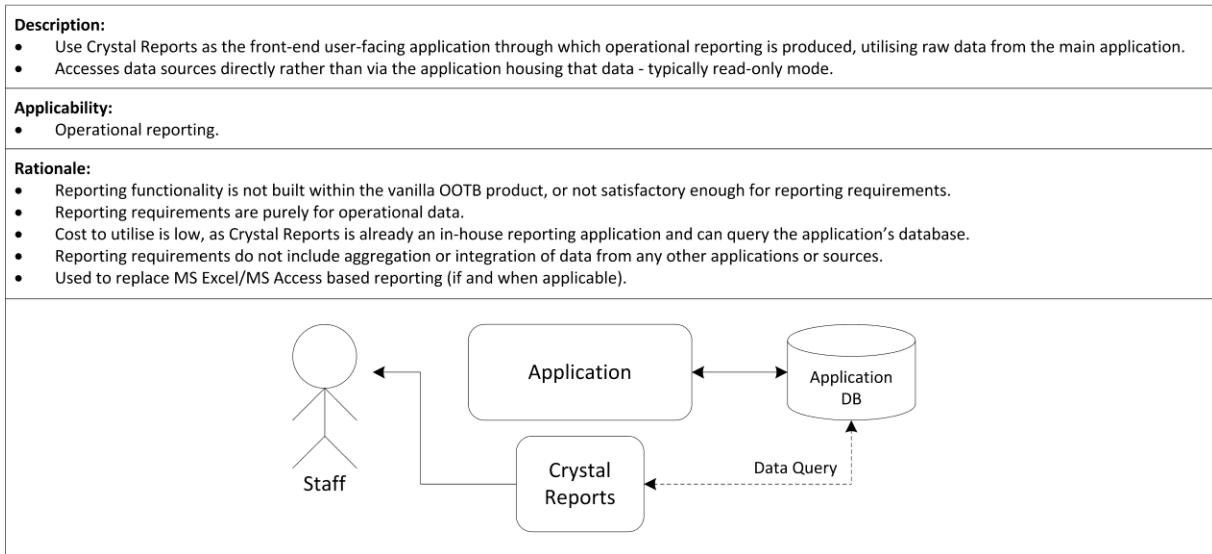 Description:
• Use Crystal Reports as the front-end user-facing application through which operational reporting is produced, utilising raw data from the main application.
• Accesses data sources directly rather than via the application housing that data - typically read-only mode.
Applicability:
• Operational reporting.
Rationale:
• Reporting functionality is not built within the vanilla OOTB product, or not satisfactory enough for reporting requirements.
• Reporting requirements are purely for operational data.
• Cost to utilise is low, as Crystal Reports is already an in-house reporting application and can query the application's database.
• Reporting requirements do not include aggregation or integration of data from any other applications or sources.
• Used to replace MS Excel/MS Access based reporting (if and when applicable).
Application
Application
DB
Staff
Crystal
Reports
Data Query